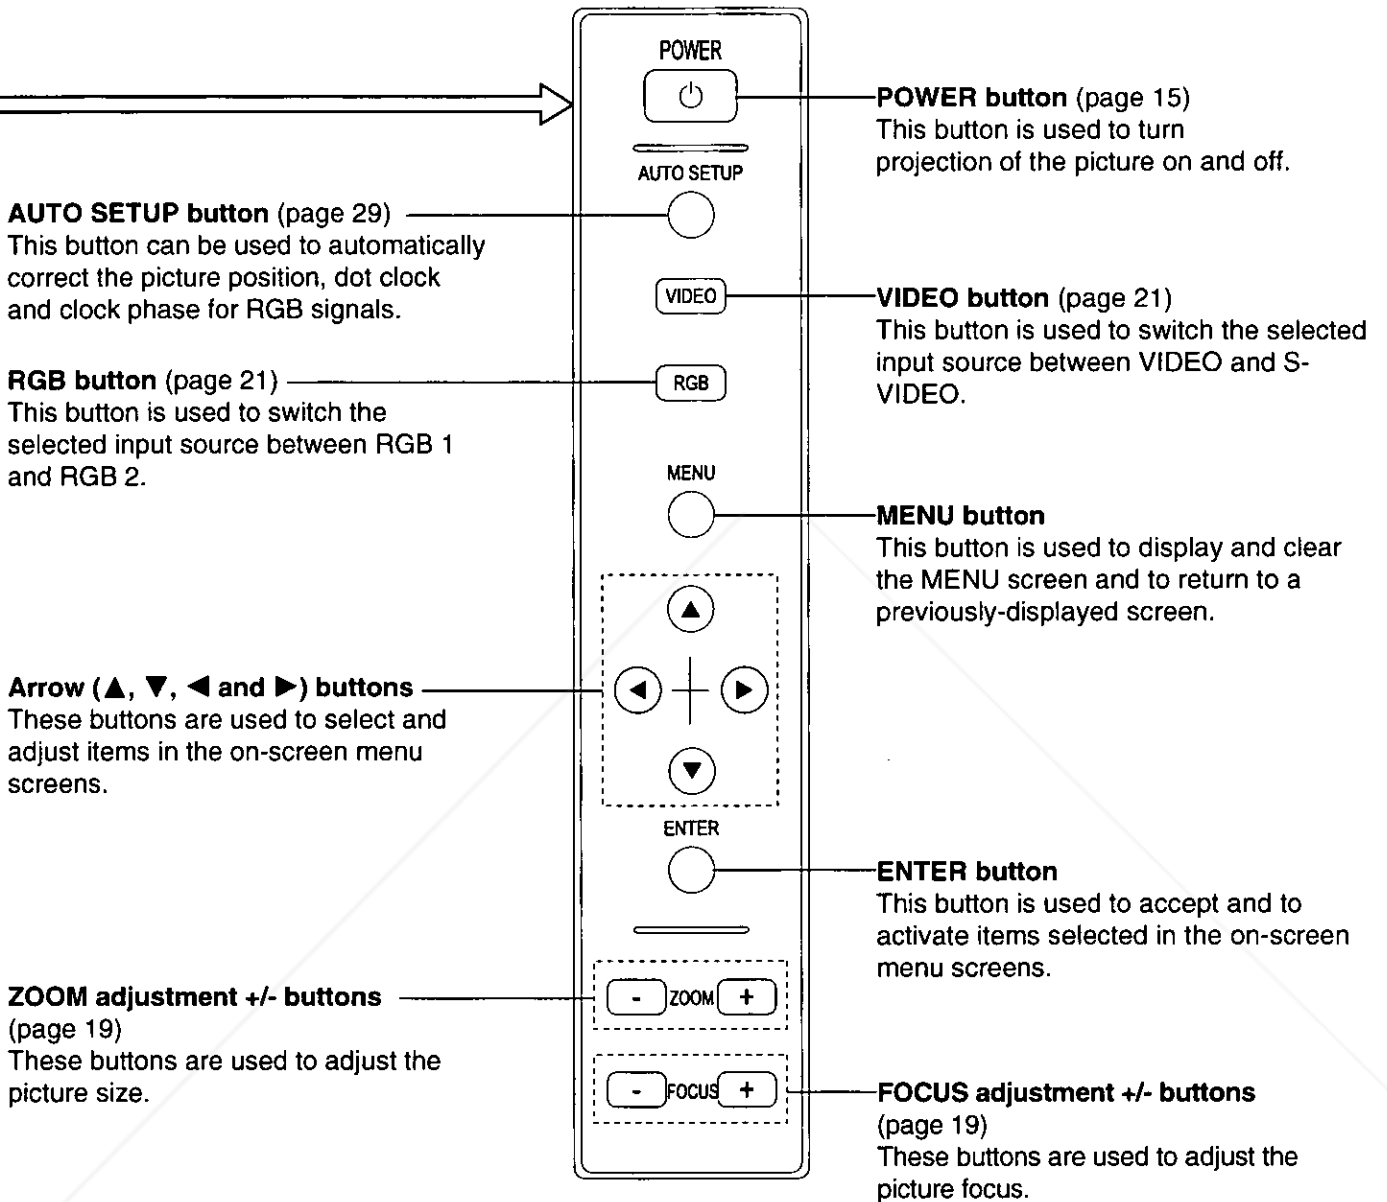 POWER
POWER button (page 15)
This button is used to turn
projection of the picture on and off.
AUTO SETUP
AUTO SETUP button (page 29)
This button can be used to automatically
correct the picture position, dot clock
and clock phase for RGB signals.
VIDEO
VIDEO button (page 21)
This button is used to switch the selected
input source between VIDEO and S-
VIDEO.
RGB button (page 21)
This button is used to switch the
selected input source between RGB 1
and RGB 2.
RGB
MENU
MENU button
This button is used to display and clear
the MENU screen and to return to a
previously-displayed screen.
▲
Arrow (▲, ▼, ◀ and ▶) buttons
These buttons are used to select and
adjust items in the on-screen menu
screens.
◀ ▶
▼
ENTER
ENTER button
This button is used to accept and to
activate items selected in the on-screen
menu screens.
ZOOM adjustment +/- buttons
(page 19)
These buttons are used to adjust the
picture size.
- ZOOM +
- FOCUS +
FOCUS adjustment +/- buttons
(page 19)
These buttons are used to adjust the
picture focus.